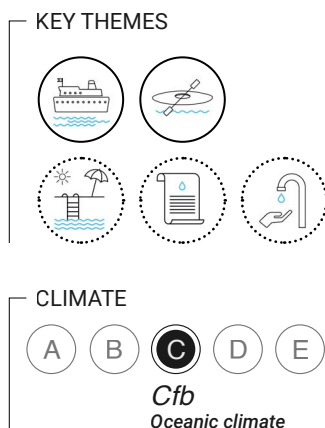 KEY THEMES
CLIMATE
A B C D E
Cfb
Oceanic climate